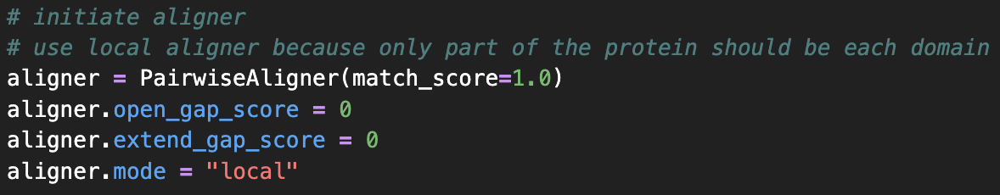 # initiate aligner
# use local aligner because only part of the protein should be each domain
aligner = PairwiseAligner(match_score=1.0)
aligner.open_gap_score = 0
aligner.extend_gap_score = 0
aligner.mode = "local"